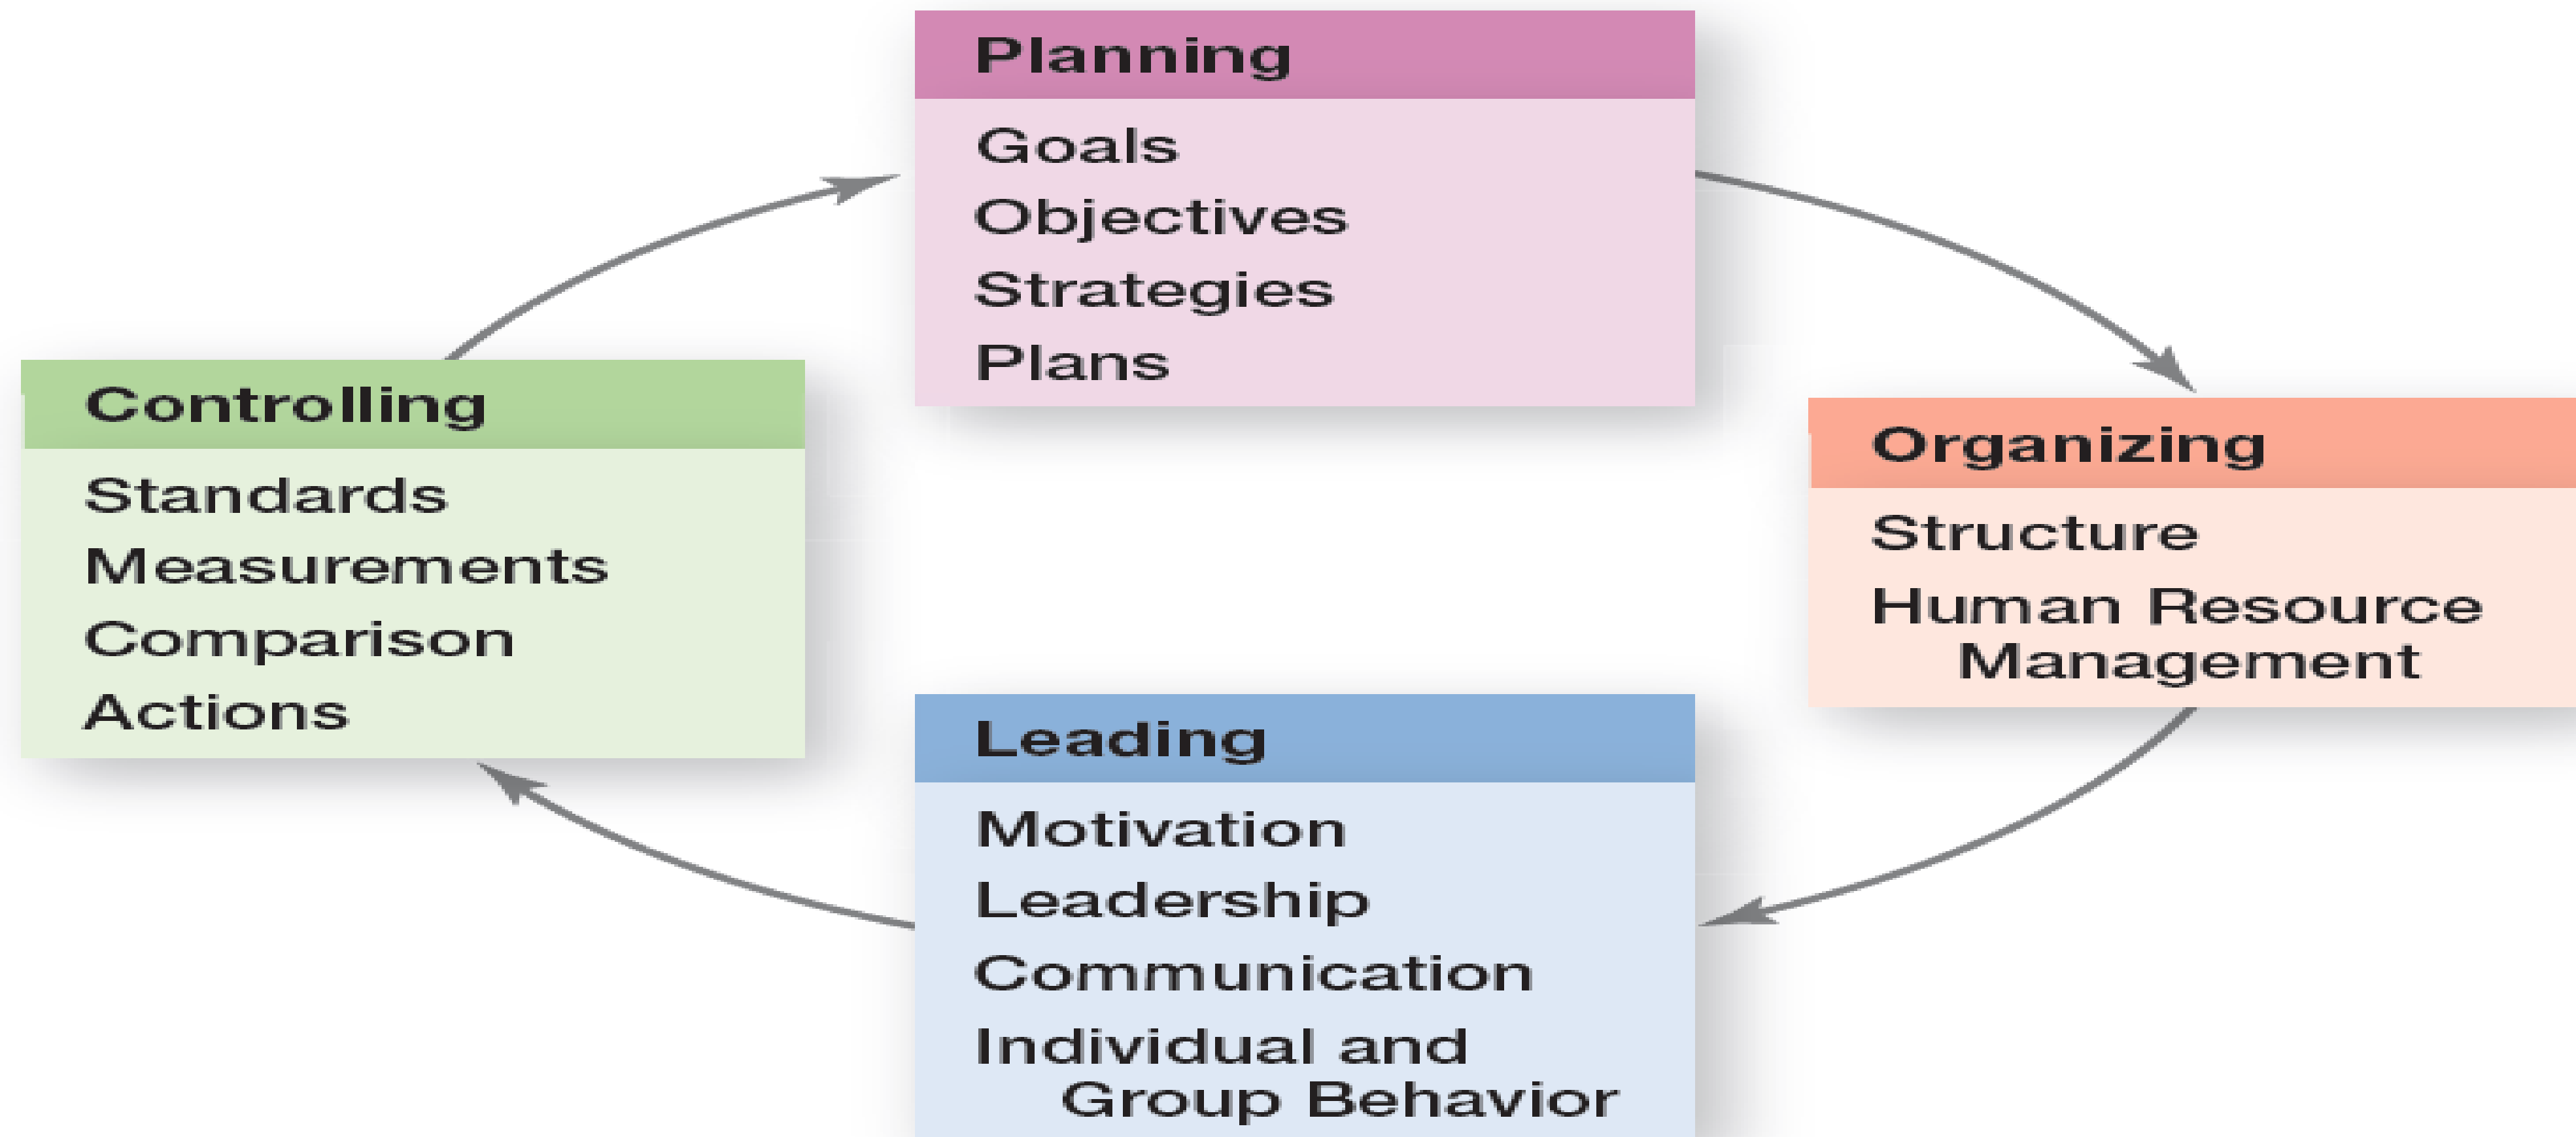 Planning
Goals
Objectives
Strategies
Plans
Controlling
Standards
Measurements
Comparison
Actions
Organizing
Structure
Human Resource
Management
Leading
Motivation
Leadership
Communication
Individual and
Group Behavior